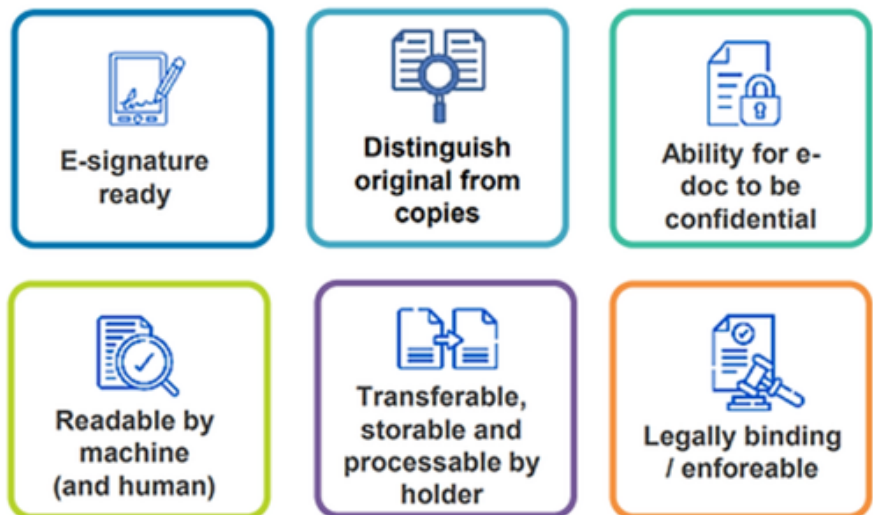 E-signature
ready
Distinguish
original from
copies
Ability for e-
doc to be
confidential
Readable by
machine
(and human)
Transferable,
storable and
processable by
holder
Legally binding
/ enforeable